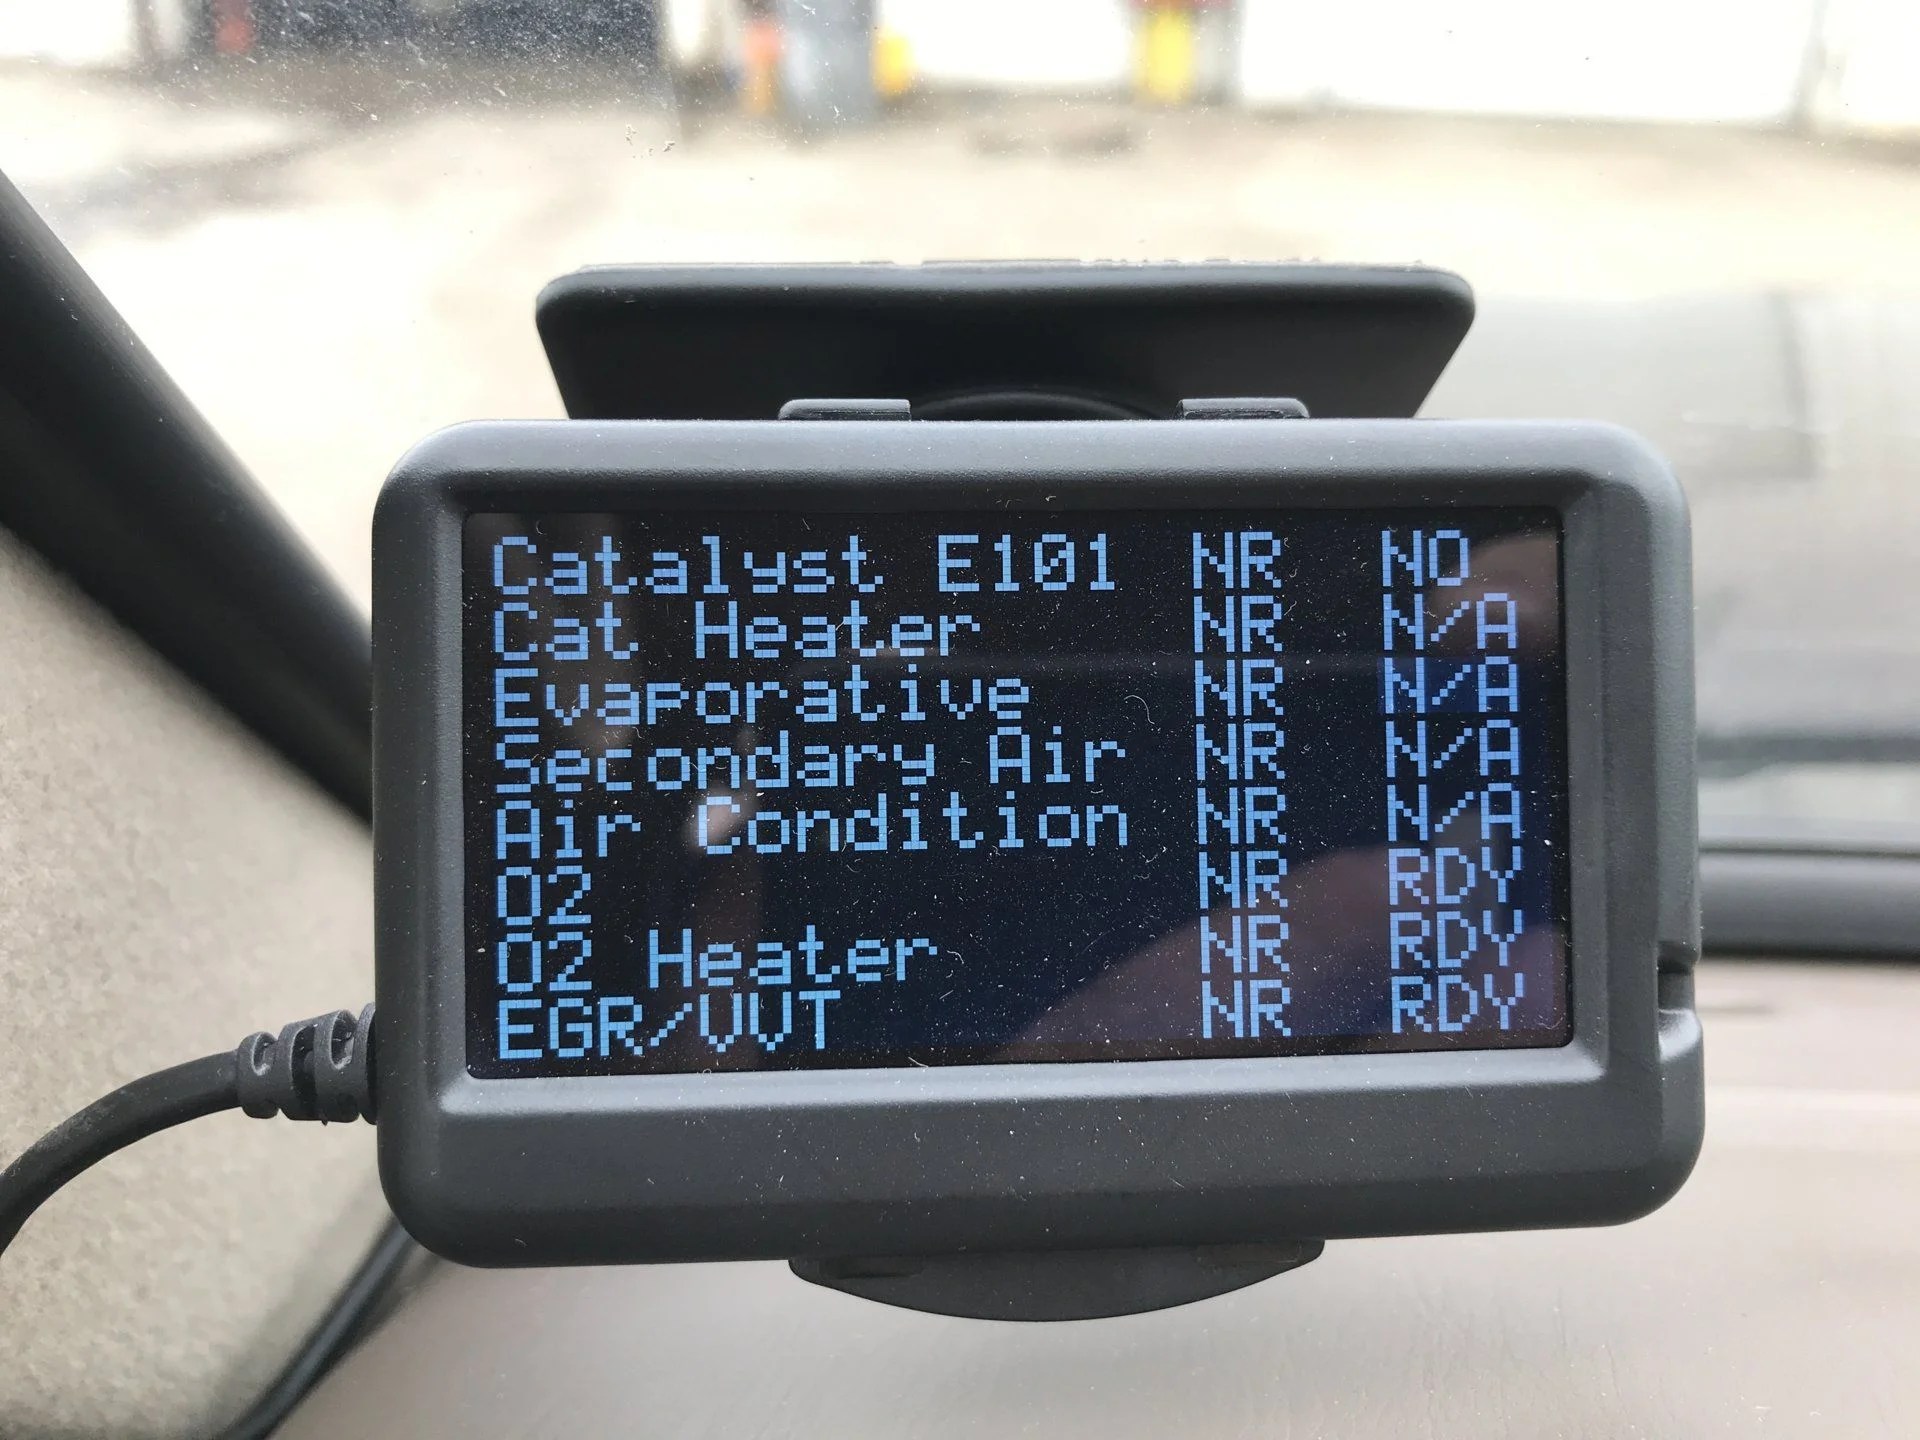 Catalyst E101 NR NO
Cat Heater NR N/A
Evaporative NR N/A
Secondary Air NR N/A
Air Condition NR N/A
O2 NR RDY
O2 Heater NR RDY
EGR/VVT NR RDY